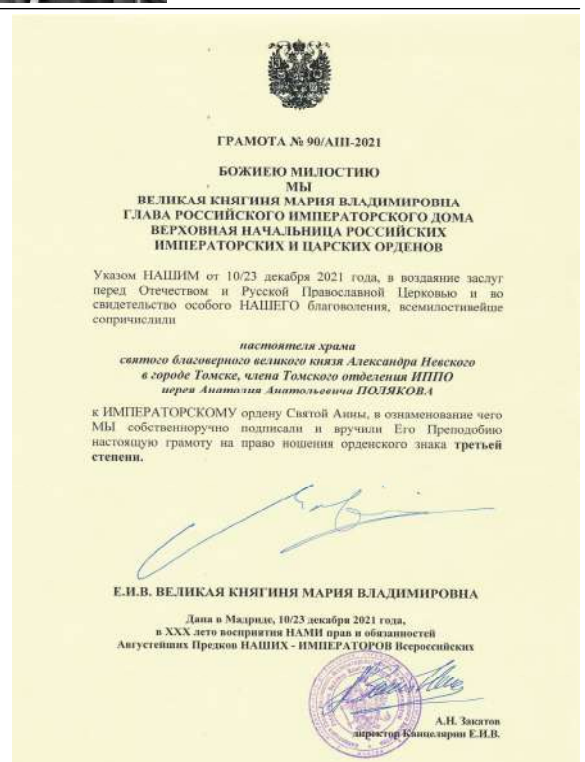 ГРАМОТА № 90/АIII-2021
БОЖИЕЮ МИЛОСТИЮ
МЫ
ВЕЛИКАЯ КНЯГИНЯ МАРИЯ ВЛАДИМИРОВНА
ГЛАВА РОССИЙСКОГО ИМПЕРАТОРСКОГО ДОМА
ВЕРХОВНАЯ НАЧАЛЬНИЦА РОССИЙСКИХ
ИМПЕРАТОРСКИХ И ЦАРСКИХ ОРДЕНОВ
Указом НАШИМ от 10/23 декабря 2021 года, в воздаяние заслуг
перед Отечеством и Русской Православной Церковью и во
свидетельство особого НАШЕГО благоволения, всемилостивейше
сопричислили
настоятеля храма
святого благоверного великого князя Александра Невского
в городе Томске, члена Томского отделения ИППО
иерея Анатолия Анатольевича ПОЛЯКОВА
к ИМПЕРАТОРСКОМУ ордену Святой Анны, в ознаменование чего
МЫ собственноручно подписали и вручили Его Преподобию
настоящую грамоту на право ношения орденского знака третьей
степени.
Е.И.В. ВЕЛИКАЯ КНЯГИНЯ МАРИЯ ВЛАДИМИРОВНА
Дана в Мадриде, 10/23 декабря 2021 года,
в XXX лето восприятия НАМИ прав и обязанностей
Августейших Предков НАШИХ - ИМПЕРАТОРОВ Всероссийских
А.Н. Закатов
директор Канцелярии Е.И.В.